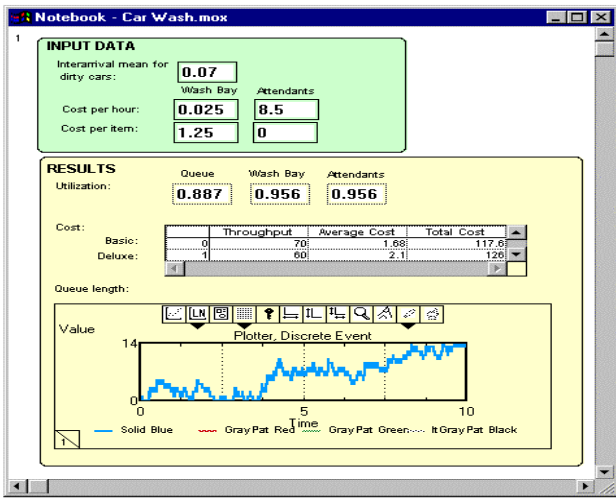 Notebook - Car Wash.mox
1
INPUT DATA
Interarrival mean for
dirty cars:
0.07
Wash Bay Attendants
Cost per hour: 0.025 8.5
Cost per item: 1.25 0
RESULTS
Queue Wash Bay Attendants
Utilization: 0.887 0.956 0.956
Cost:
Throughput Average Cost Total Cost
Basic: 0 70 1.68 117.6
Deluxe: 1 60 2.1 126
Queue length:
LN
Value
Plotter, Discrete Event
14
0
0 5 10
Time
Solid Blue Gray Pat Red Gray Pat Green ltGray Pat Black
1